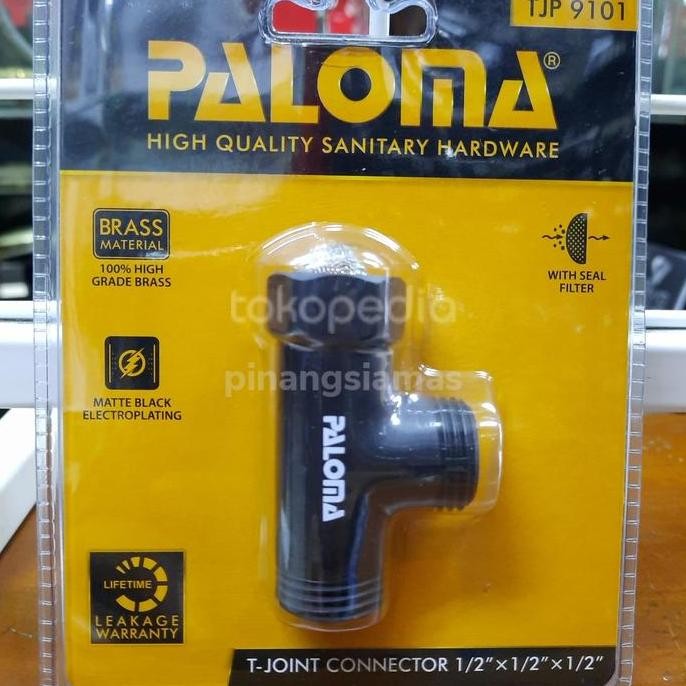 TJP 9101
PALOMA®
HIGH QUALITY SANITARY HARDWARE
BRASS
MATERIAL
100% HIGH
GRADE BRASS
WITH SEAL
FILTER
tokopedia
pinangsiamas
MATTE BLACK
ELECTROPLATING
PALOMA
LIFETIME
LEAKAGE
WARRANTY
T-JOINT CONNECTOR 1/2"×1/2"×1/2"